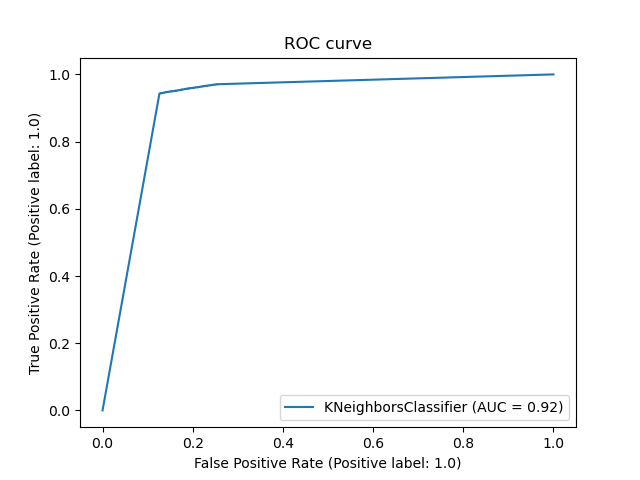 ROC curve
1.0
0.8
0.6
0.4
0.2
0.0
True Positive Rate (Positive label: 1.0)
KNeighborsClassifier (AUC = 0.92)
0.0 0.2 0.4 0.6 0.8 1.0
False Positive Rate (Positive label: 1.0)